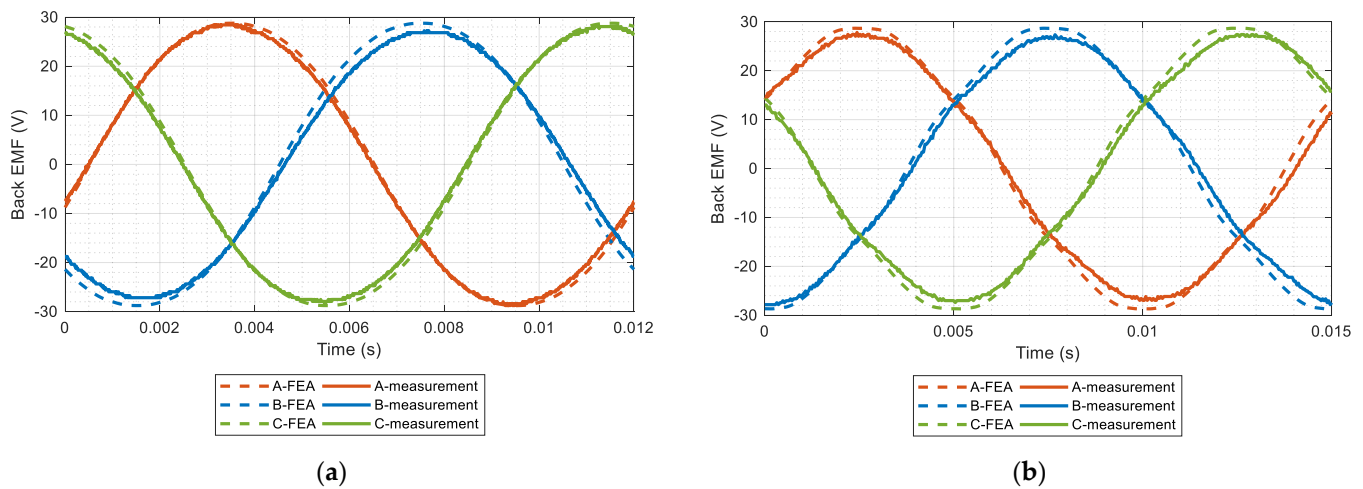 Back EMF (V)
30
20
10
0
-10
-20
-30
0
0.002
0.004
0.006
0.008
0.01
0.012
Time (s)
A-FEA A-measurement
B-FEA B-measurement
C-FEA C-measurement
(a)
Back EMF (V)
30
20
10
0
-10
-20
-30
0
0.005
0.01
0.015
Time (s)
A-FEA A-measurement
B-FEA B-measurement
C-FEA C-measurement
(b)